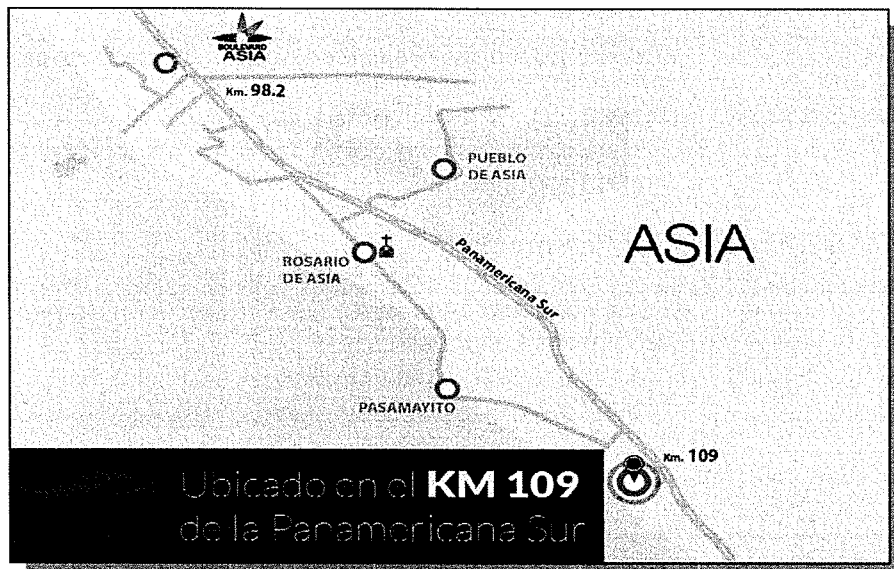 BOULEVARD
ASIA
Km. 98.2
PUEBLO
DE ASIA
ASIA
Panamericana Sur
ROSARIO
DE ASIA
PASAMAYITO
Km. 109
Ubicado en el KM 109
de la Panamericana Sur